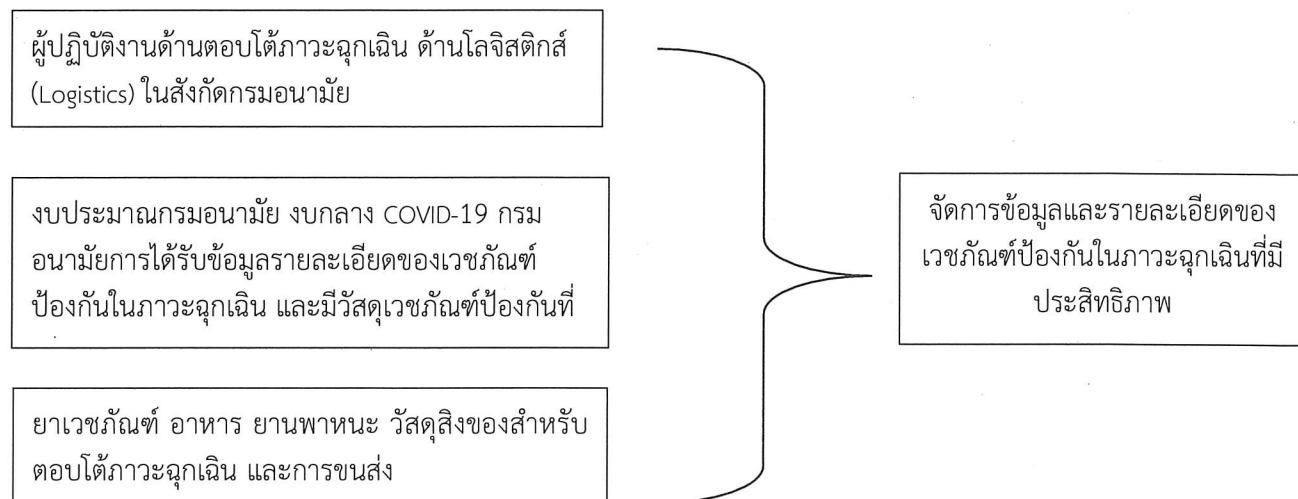 ผู้ปฏิบัติงานด้านตอบโต้ภาวะฉุกเฉิน ด้านโลจิสติกส์
(Logistics) ในสังกัดกรมอนามัย
งบประมาณกรมอนามัย งบกลาง COVID-19 กรม
อนามัยการได้รับข้อมูลรายละเอียดของเวชภัณฑ์
ป้องกันในภาวะฉุกเฉิน และมีวัสดุเวชภัณฑ์ป้องกันที่
ยาเวชภัณฑ์ อาหาร ยานพาหนะ วัสดุสิ่งของสำหรับ
ตอบโต้ภาวะฉุกเฉิน และการขนส่ง
จัดการข้อมูลและรายละเอียดของ
เวชภัณฑ์ป้องกันในภาวะฉุกเฉินที่มี
ประสิทธิภาพ